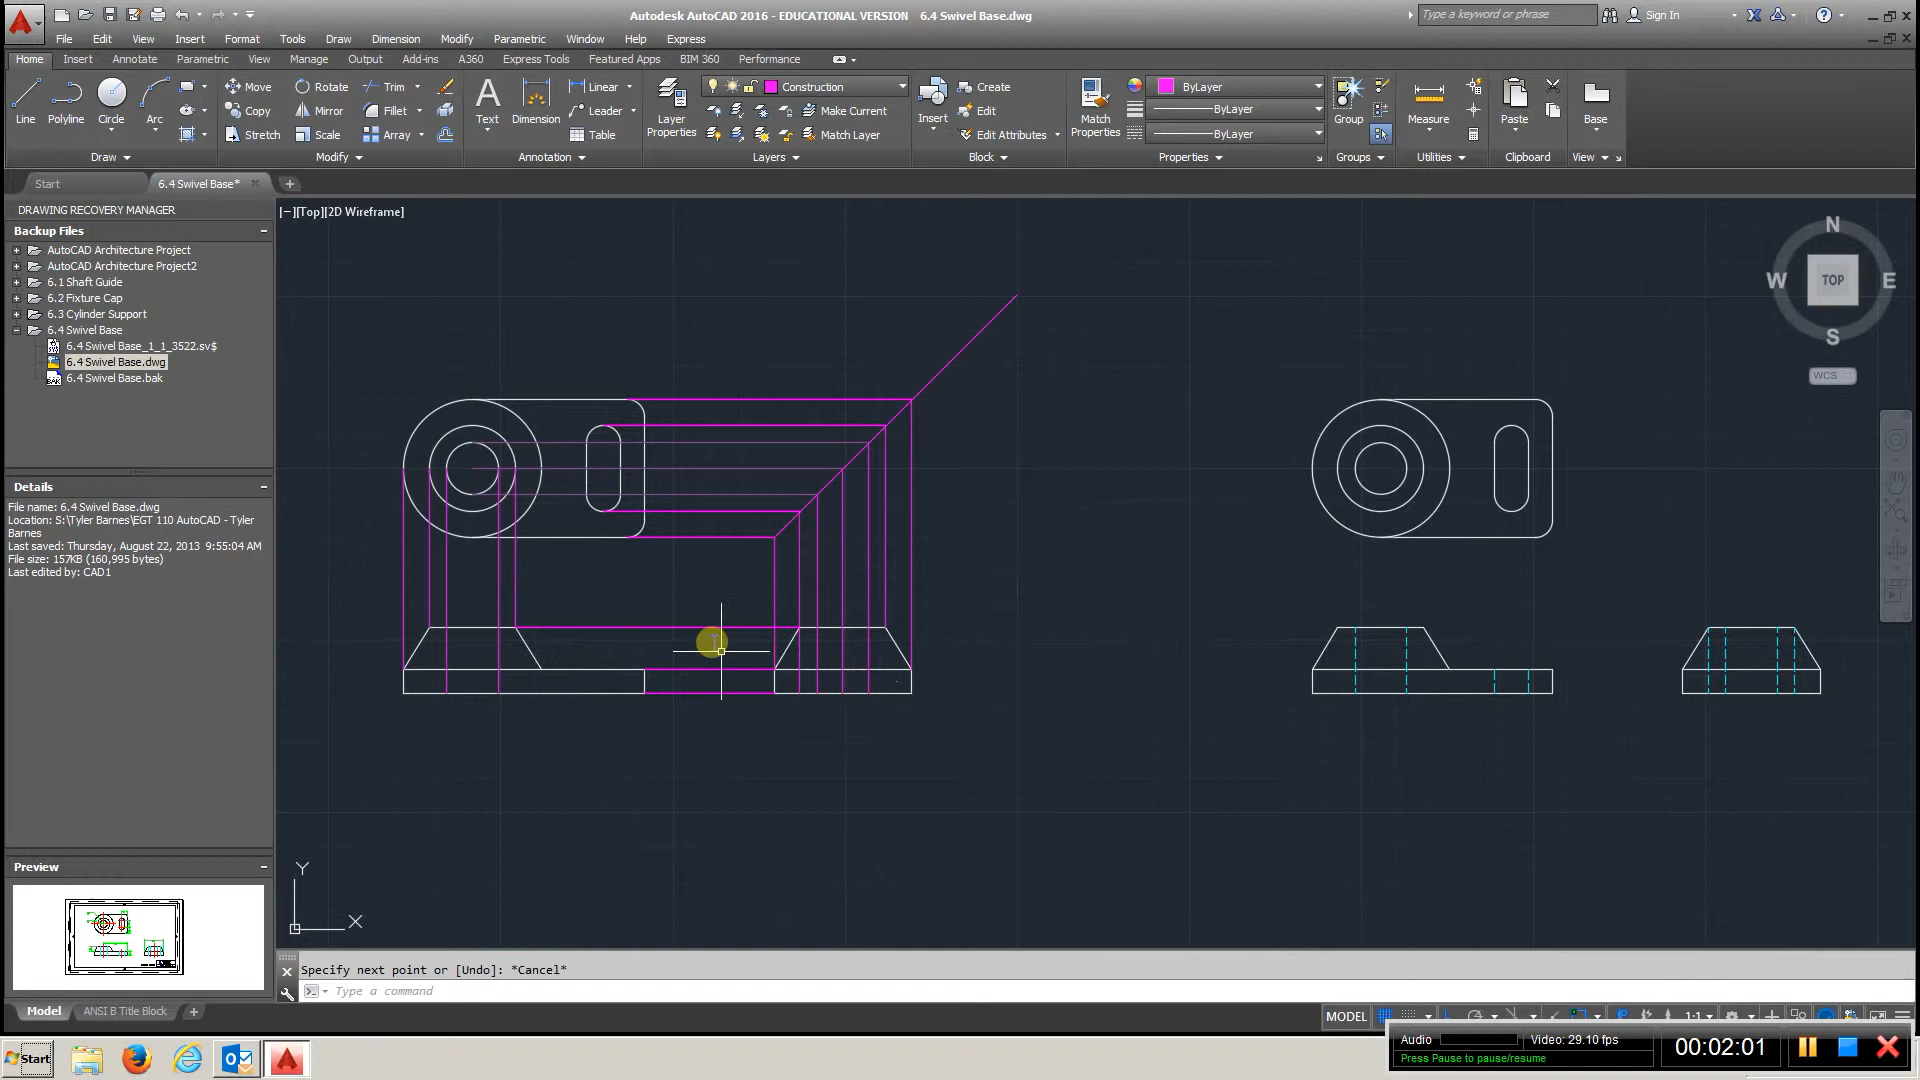 Autodesk AutoCAD 2016 - EDUCATIONAL VERSION 6.4 Swivel Base.dwg
Type a keyword or phrase
Sign In
File Edit View Insert Format Tools Draw Dimension Modify Parametric Window Help Express
Home Insert Annotate Parametric View Manage Output Add-ins A360 Express Tools Featured Apps BIM 360 Performance
Line Polyline Circle Arc
Move Rotate Trim
Copy Mirror Fillet
Stretch Scale Array
Text Dimension
Linear
Leader
Table
Layer Properties
Construction
Make Current
Match Layer
Insert
Create
Edit
Edit Attributes
Match Properties
ByLayer
ByLayer
ByLayer
Group
Measure
Paste
Base
Draw Modify Annotation Layers Block Properties Groups Utilities Clipboard View
Start 6.4 Swivel Base*
DRAWING RECOVERY MANAGER
Backup Files
AutoCAD Architecture Project
AutoCAD Architecture Project2
6.1 Shaft Guide
6.2 Fixture Cap
6.3 Cylinder Support
6.4 Swivel Base
6.4 Swivel Base_1_1_3522.sv$
6.4 Swivel Base.dwg
6.4 Swivel Base.bak
Details
File name: 6.4 Swivel Base.dwg
Location: S:\Tyler Barnes\EGT 110 AutoCAD - Tyler
Barnes
Last saved: Thursday, August 22, 2013 9:55:04 AM
File size: 157KB (160,995 bytes)
Last edited by: CAD1
Preview
[−][Top][2D Wireframe]
N
W TOP E
S
WCS
Y
X
Specify next point or [Undo]: *Cancel*
Type a command
Model ANSI B Title Block
MODEL
1:1
Start
Audio
Video: 29.10 fps
Press Pause to pause/resume
00:02:01